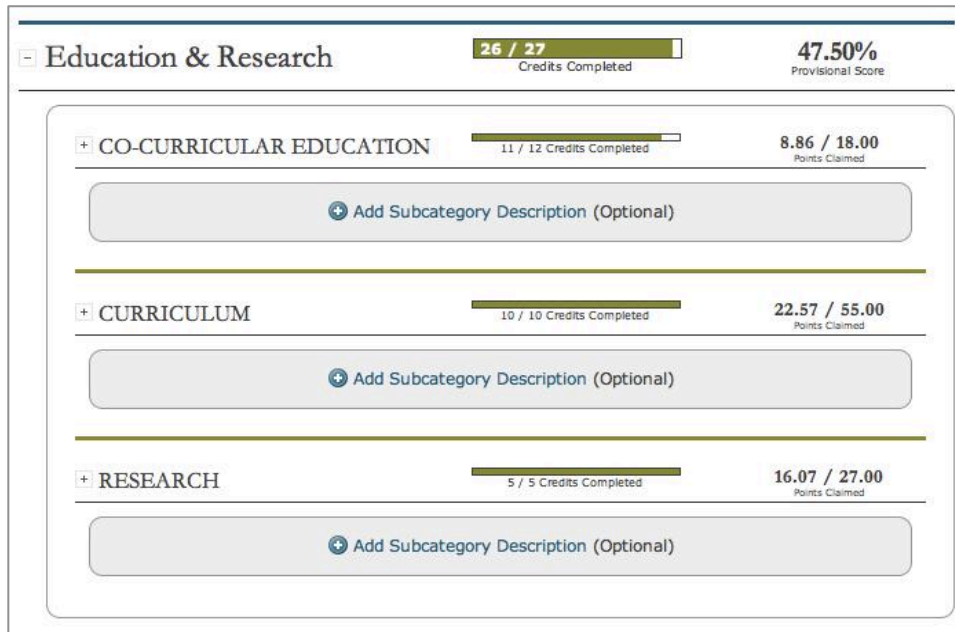 Education & Research
26 / 27
Credits Completed
47.50%
Provisional Score
CO-CURRICULAR EDUCATION
11 / 12 Credits Completed
8.86 / 18.00
Points Claimed
Add Subcategory Description (Optional)
CURRICULUM
10 / 10 Credits Completed
22.57 / 55.00
Points Claimed
Add Subcategory Description (Optional)
RESEARCH
5 / 5 Credits Completed
16.07 / 27.00
Points Claimed
Add Subcategory Description (Optional)